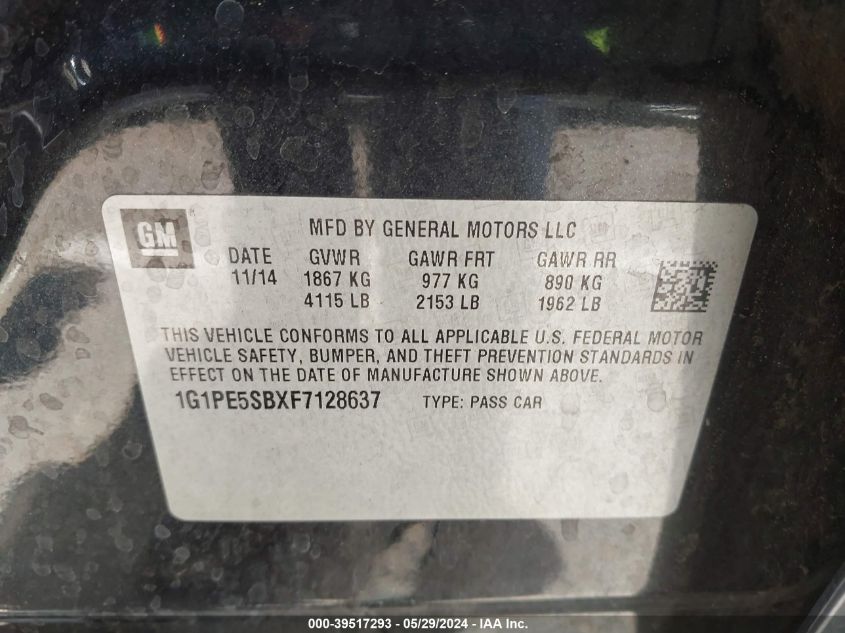 GM
MFD BY GENERAL MOTORS LLC
DATE GVWR GAWR FRT GAWR RR
11/14 1867 KG 977 KG 890 KG
4115 LB 2153 LB 1962 LB
THIS VEHICLE CONFORMS TO ALL APPLICABLE U.S. FEDERAL MOTOR
VEHICLE SAFETY, BUMPER, AND THEFT PREVENTION STANDARDS IN
EFFECT ON THE DATE OF MANUFACTURE SHOWN ABOVE.
1G1PE5SBXF7128637 TYPE: PASS CAR
000-39517293 - 05/29/2024 - IAA Inc.